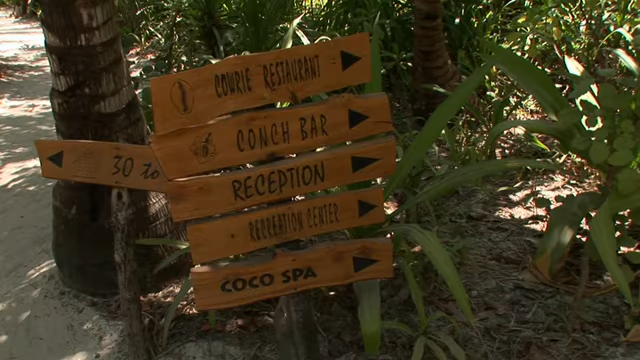 COWRIE RESTAURANT
CONCH BAR
30 to
RECEPTION
RECREATION CENTER
COCO SPA